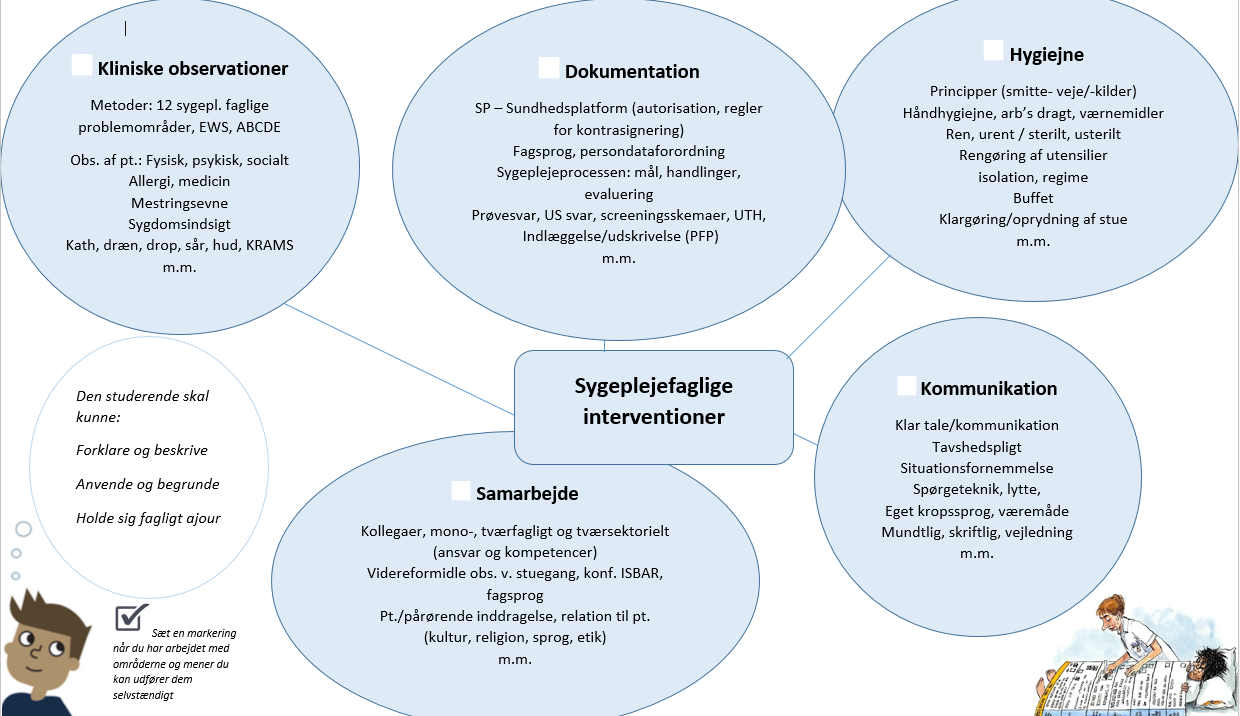 Kliniske observationer
Metoder: 12 sygepl. faglige
problemområder, EWS, ABCDE
Obs. af pt.: Fysisk, psykisk, socialt
Allergi, medicin
Mestringsevne
Sygdomsindsigt
Kath, dræn, drop, sår, hud, KRAMS
m.m.
Dokumentation
SP – Sundhedsplatform (autorisation, regler
for kontrasignering)
Fagsprog, persondataforordning
Sygeplejeprocessen: mål, handlinger,
evaluering
Prøvesvar, US svar, screeningsskemaer, UTH,
Indlæggelse/udskrivelse (PFP)
m.m.
Hygiejne
Principper (smitte- veje/-kilder)
Håndhygiejne, arb’s dragt, værnemidler
Ren, urent / sterilt, usterilt
Rengøring af utensilier
isolation, regime
Buffet
Klargøring/oprydning af stue
m.m.
Sygeplejefaglige
interventioner
Den studerende skal
kunne:
Forklare og beskrive
Anvende og begrunde
Holde sig fagligt ajour
Samarbejde
Kollegaer, mono-, tværfagligt og tværsektorielt
(ansvar og kompetencer)
Videreformidle obs. v. stuegang, konf. ISBAR,
fagsprog
Pt./pårørende inddragelse, relation til pt.
(kultur, religion, sprog, etik)
m.m.
Kommunikation
Klar tale/kommunikation
Tavshedspligt
Situationsfornemmelse
Spørgeteknik, lytte,
Eget kropssprog, væremåde
Mundtlig, skriftlig, vejledning
m.m.
Sæt en markering
når du har arbejdet med
områderne og mener du
kan udfører dem
selvstændigt